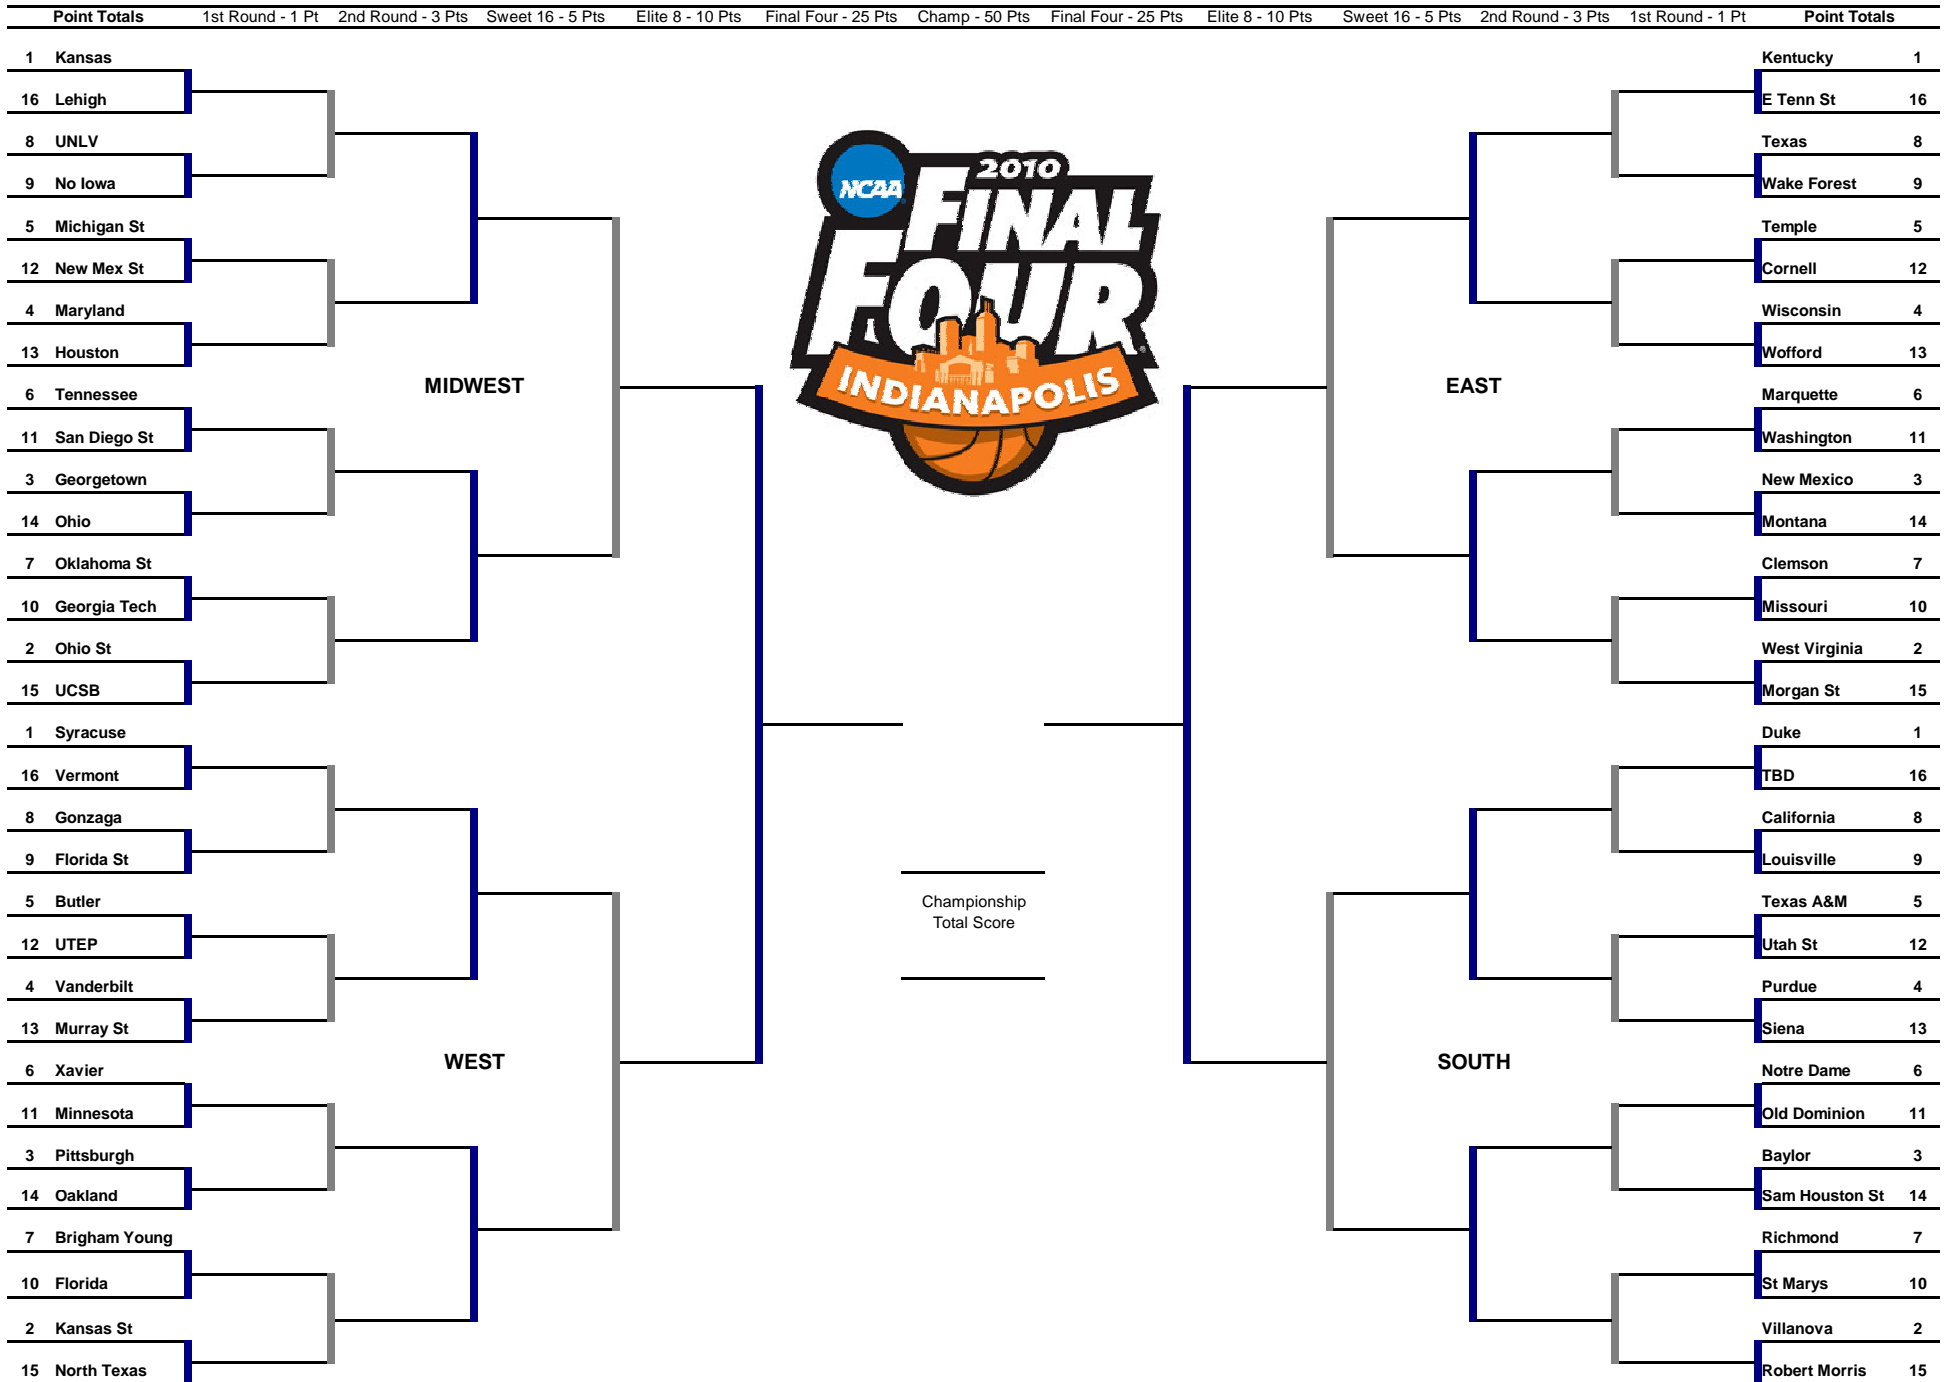 Point Totals 1st Round - 1 Pt 2nd Round - 3 Pts Sweet 16 - 5 Pts Elite 8 - 10 Pts Final Four - 25 Pts Champ - 50 Pts Final Four - 25 Pts Elite 8 - 10 Pts Sweet 16 - 5 Pts 2nd Round - 3 Pts 1st Round - 1 Pt Point Totals
1 Kansas
16 Lehigh
8 UNLV
9 No Iowa
5 Michigan St
12 New Mex St
4 Maryland
13 Houston
MIDWEST
6 Tennessee
11 San Diego St
3 Georgetown
14 Ohio
7 Oklahoma St
10 Georgia Tech
2 Ohio St
15 UCSB
1 Syracuse
16 Vermont
8 Gonzaga
9 Florida St
5 Butler
12 UTEP
4 Vanderbilt
13 Murray St
WEST
6 Xavier
11 Minnesota
3 Pittsburgh
14 Oakland
7 Brigham Young
10 Florida
2 Kansas St
15 North Texas
NCAA
2010
FINAL
FOUR
INDIANAPOLIS
Championship
Total Score
Kentucky 1
E Tenn St 16
Texas 8
Wake Forest 9
Temple 5
Cornell 12
Wisconsin 4
Wofford 13
EAST
Marquette 6
Washington 11
New Mexico 3
Montana 14
Clemson 7
Missouri 10
West Virginia 2
Morgan St 15
Duke 1
TBD 16
California 8
Louisville 9
Texas A&M 5
Utah St 12
Purdue 4
Siena 13
SOUTH
Notre Dame 6
Old Dominion 11
Baylor 3
Sam Houston St 14
Richmond 7
St Marys 10
Villanova 2
Robert Morris 15